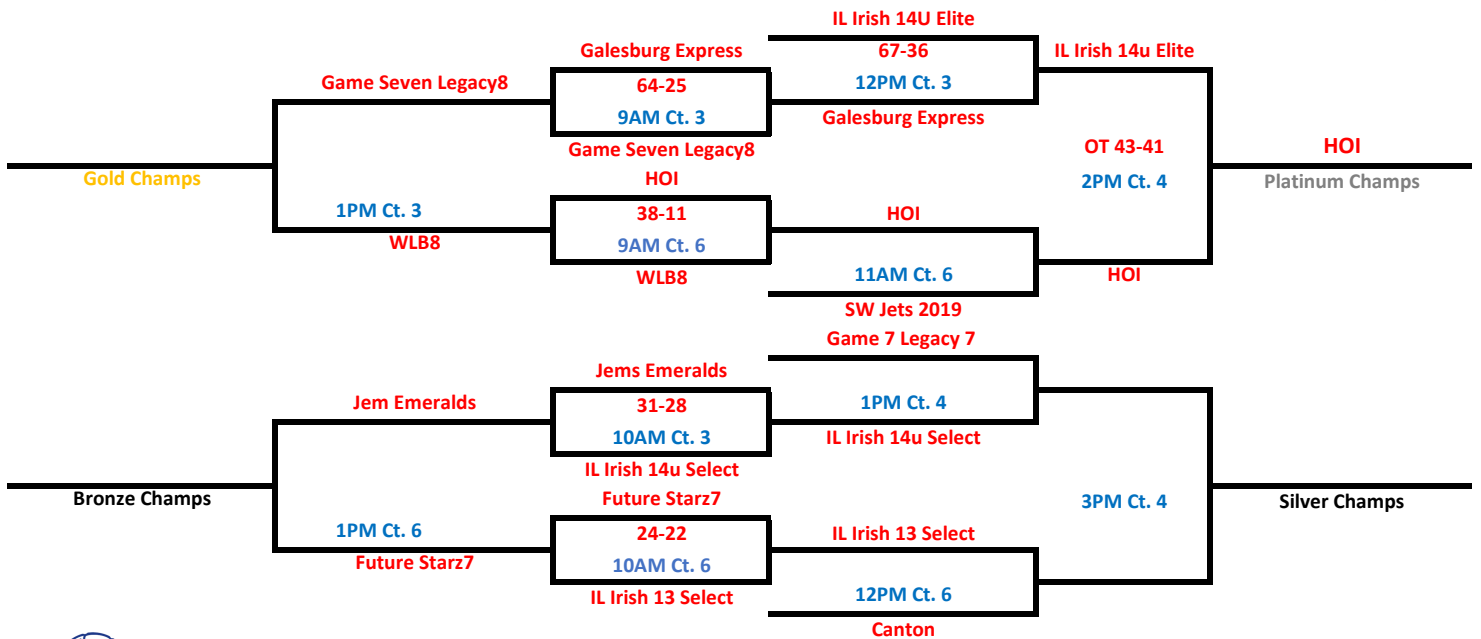 IL Irish 14U Elite
Galesburg Express
67-36
IL Irish 14u Elite
Game Seven Legacy8
64-25
12PM Ct. 3
9AM Ct. 3
Galesburg Express
Game Seven Legacy8
OT 43-41
HOI
Gold Champs
HOI
2PM Ct. 4
Platinum Champs
1PM Ct. 3
38-11
HOI
WLB8
9AM Ct. 6
WLB8
11AM Ct. 6
HOI
SW Jets 2019
Game 7 Legacy 7
Jems Emeralds
Jem Emeralds
31-28
1PM Ct. 4
10AM Ct. 3
IL Irish 14u Select
IL Irish 14u Select
Bronze Champs
Future Starz7
3PM Ct. 4
Silver Champs
1PM Ct. 6
24-22
IL Irish 13 Select
Future Starz7
10AM Ct. 6
IL Irish 13 Select
12PM Ct. 6
Canton